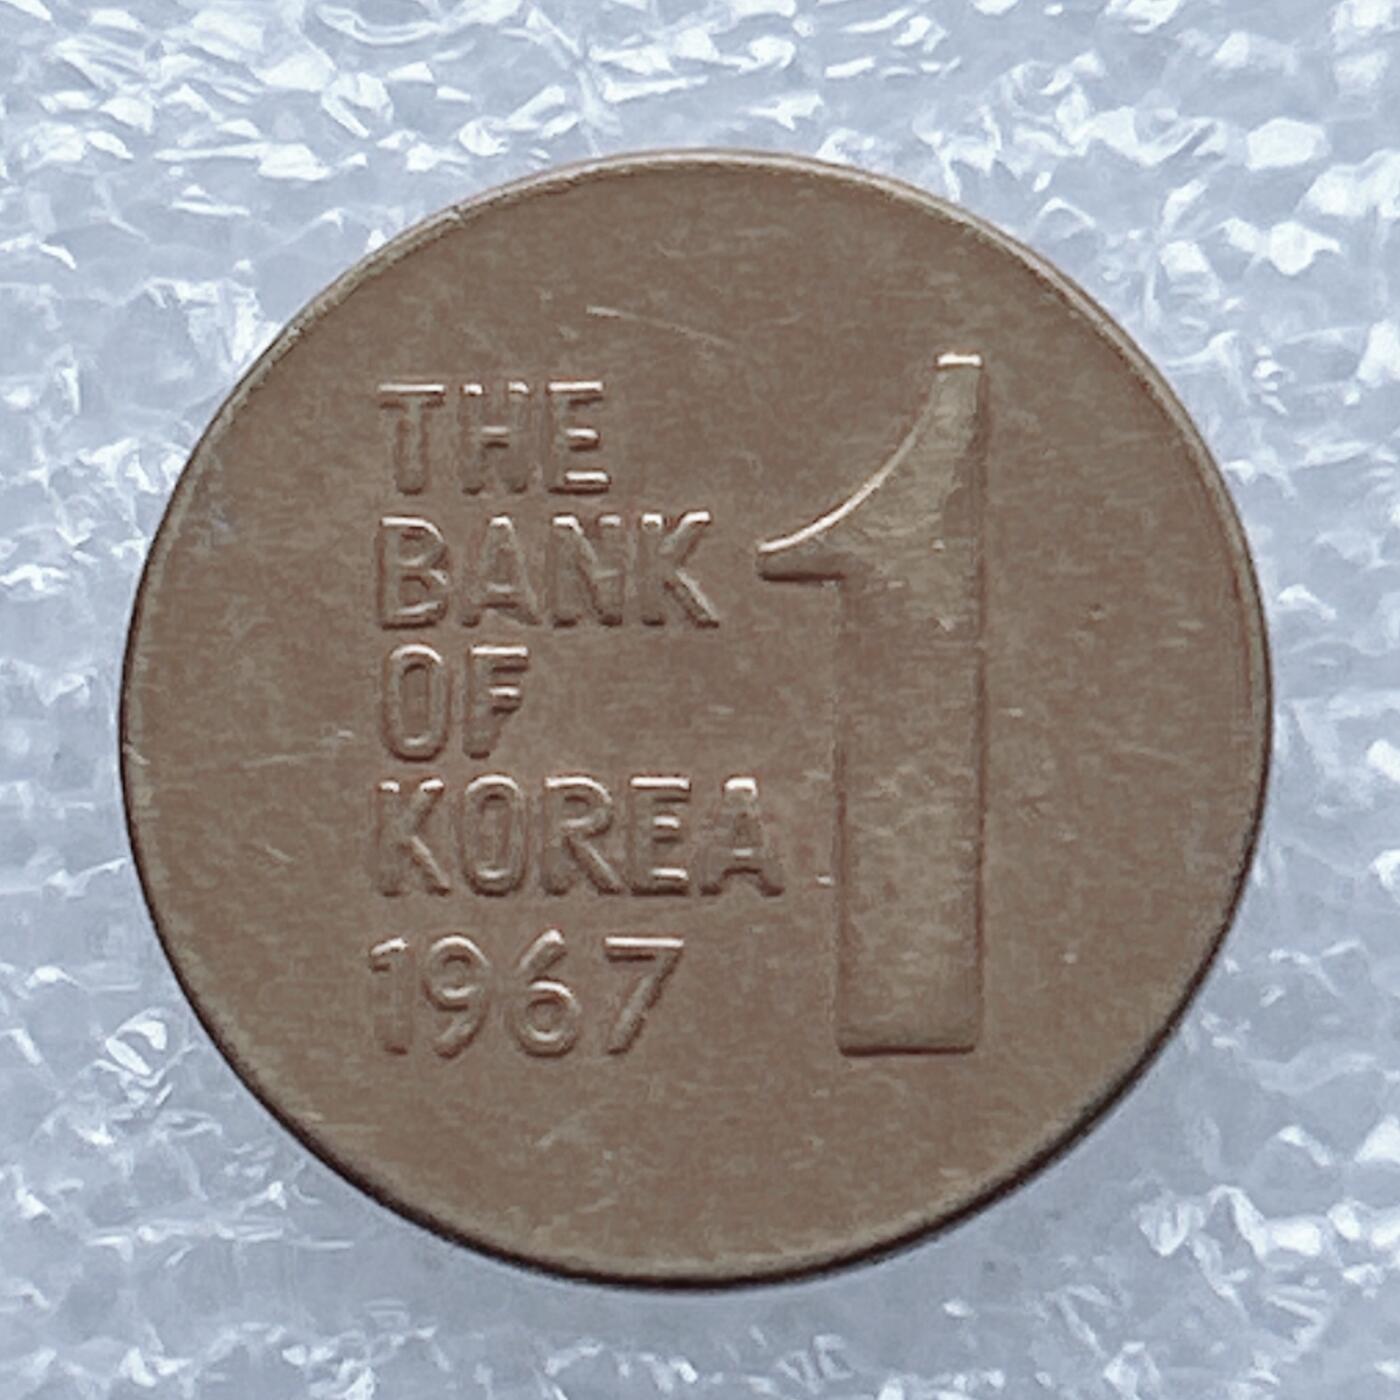 THE
BANK
OF
KOREA
1967
1